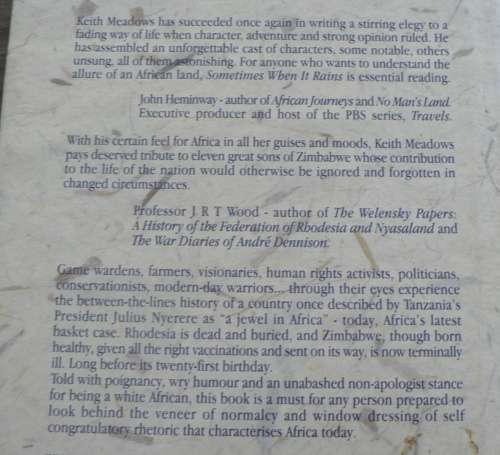 Keith Meadows has succeeded once again in writing a stirring elegy to a
fading way of life when character, adventure and strong opinion ruled. He
has assembled an unforgettable cast of characters, some notable, others
unsung, all of them astonishing. For anyone who wants to understand the
allure of an African land, Sometimes When It Rains is essential reading.
John Heminway - author of African Journeys and No Man's Land.
Executive producer and host of the PBS series, Travels.
With his certain feel for Africa in all her guises and moods, Keith Meadows
pays deserved tribute to eleven great sons of Zimbabwe whose contribution
to the life of the nation would otherwise be ignored and forgotten in
changed circumstances.
Professor J R T Wood - author of The Welensky Papers:
A History of the Federation of Rhodesia and Nyasaland and
The War Diaries of André Dennison.
Game wardens, farmers, visionaries, human rights activists, politicians,
conservationists, modern-day warriors... through their eyes experience
the between-the-lines history of a country once described by Tanzania's
President Julius Nyerere as "a jewel in Africa" - today, Africa's latest
basket case. Rhodesia is dead and buried, and Zimbabwe, though born
healthy, given all the right vaccinations and sent on its way, is now terminally
ill. Long before its twenty-first birthday.
Told with poignancy, wry humour and an unabashed non-apologist stance
for being a white African, this book is a must for any person prepared to
look behind the veneer of normalcy and window dressing of self
congratulatory rhetoric that characterises Africa today.